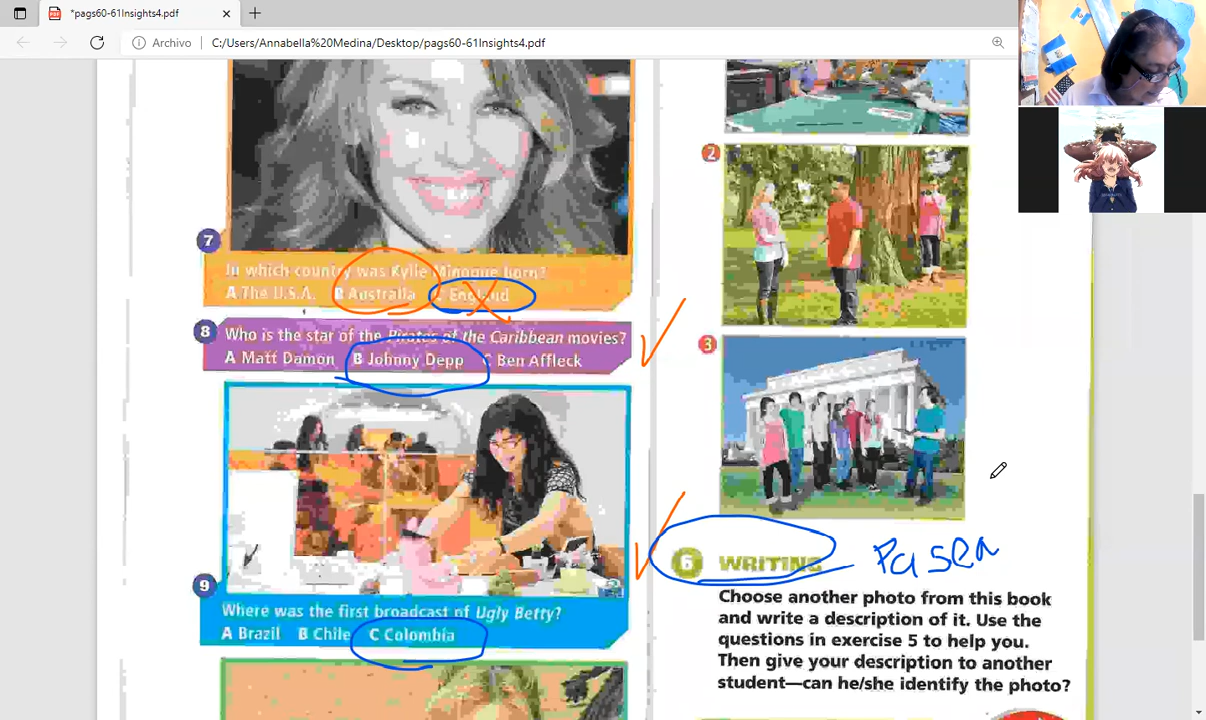 *pags60-61Insights4.pdf
Archivo
C:/Users/Annabella%20Medina/Desktop/pags60-61Insights4.pdf
7
In which country was Kylie Minogue born?
A The U.S.A. B Australia C England
8
Who is the star of the Pirates of the Caribbean movies?
A Matt Damon B Johnny Depp C Ben Affleck
9
Where was the first broadcast of Ugly Betty?
A Brazil B Chile C Colombia
2
3
6 WRITING
Pasen
Choose another photo from this book
and write a description of it. Use the
questions in exercise 5 to help you.
Then give your description to another
student—can he/she identify the photo?